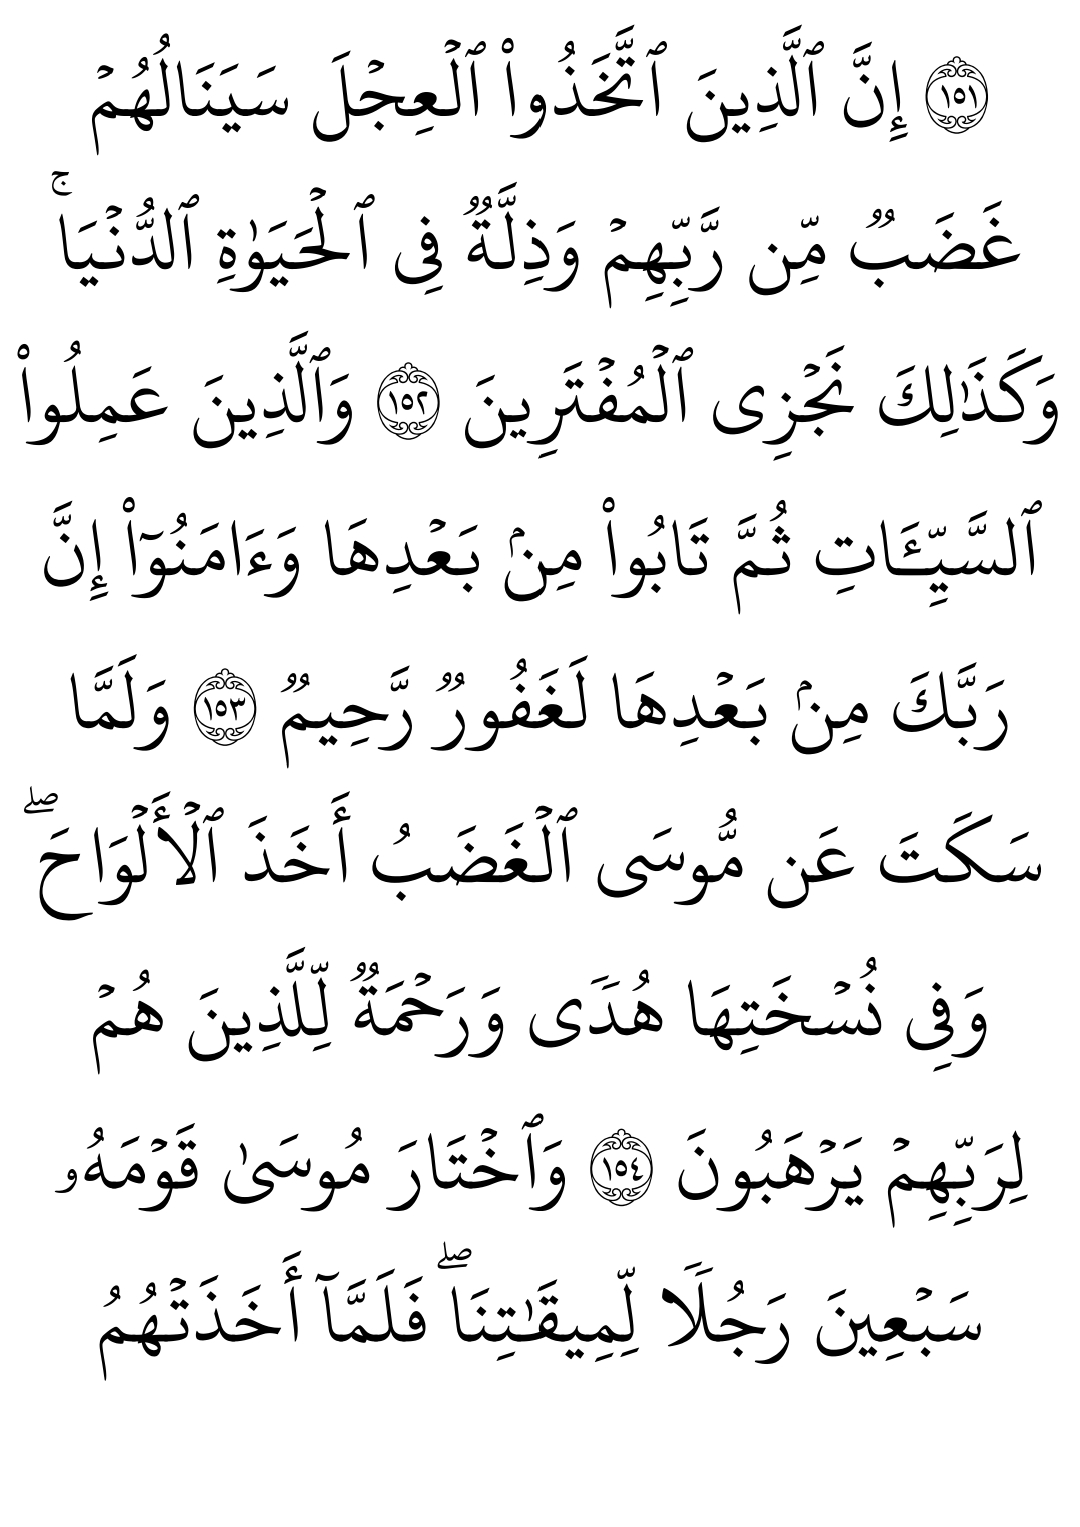 ١٥١ إِنَّ ٱلَّذِينَ ٱتَّخَذُوا۟ ٱلْعِجْلَ سَيَنَالُهُمْ
غَضَبٌۭ مِّن رَّبِّهِمْ وَذِلَّةٌۭ فِى ٱلْحَيَوٰةِ ٱلدُّنْيَا ۚ
وَكَذَٰلِكَ نَجْزِى ٱلْمُفْتَرِينَ ١٥٢ وَٱلَّذِينَ عَمِلُوا۟
ٱلسَّيِّـَٔاتِ ثُمَّ تَابُوا۟ مِنۢ بَعْدِهَا وَءَامَنُوٓا۟ إِنَّ
رَبَّكَ مِنۢ بَعْدِهَا لَغَفُورٌۭ رَّحِيمٌۭ ١٥٣ وَلَمَّا
سَكَتَ عَن مُّوسَى ٱلْغَضَبُ أَخَذَ ٱلْأَلْوَاحَ ۖ
وَفِى نُسْخَتِهَا هُدًۭى وَرَحْمَةٌۭ لِّلَّذِينَ هُمْ
لِرَبِّهِمْ يَرْهَبُونَ ١٥٤ وَٱخْتَارَ مُوسَىٰ قَوْمَهُۥ
سَبْعِينَ رَجُلًۭا لِّمِيقَـٰتِنَا ۖ فَلَمَّآ أَخَذَتْهُمُ